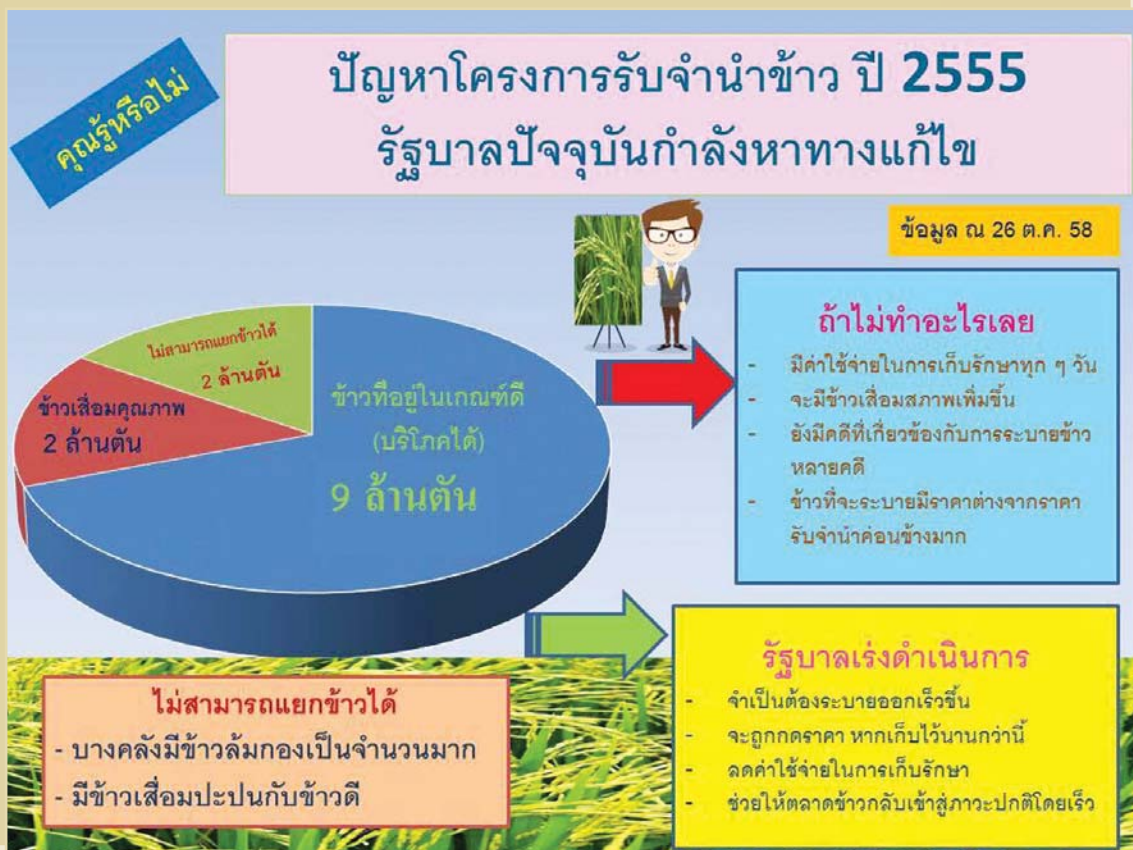 คุณรู้หรือไม่
ปัญหาโครงการรับจำนำข้าว ปี 2555
รัฐบาลปัจจุบันกำลังหาทางแก้ไข
ข้อมูล ณ 26 ต.ค. 58
ไม่สามารถแยกข้าวได้
2 ล้านตัน
ข้าวเสื่อมคุณภาพ
2 ล้านตัน
ข้าวที่อยู่ในเกณฑ์ดี
(บริโภคได้)
9 ล้านตัน
ถ้าไม่ทำอะไรเลย
- มีค่าใช้จ่ายในการเก็บรักษาทุก ๆ วัน
- จะมีข้าวเสื่อมสภาพเพิ่มขึ้น
- ยังมีคดีที่เกี่ยวข้องกับการระบายข้าว
หลายคดี
- ข้าวที่จะระบายมีราคาต่างจากราคา
รับจำนำค่อนข้างมาก
ไม่สามารถแยกข้าวได้
- บางคลังมีข้าวล้มกองเป็นจำนวนมาก
- มีข้าวเสื่อมปะปนกับข้าวดี
รัฐบาลเร่งดำเนินการ
- จำเป็นต้องระบายออกเร็วขึ้น
- จะถูกกดราคา หากเก็บไว้นานกว่านี้
- ลดค่าใช้จ่ายในการเก็บรักษา
- ช่วยให้ตลาดข้าวกลับเข้าสู่ภาวะปกติโดยเร็ว